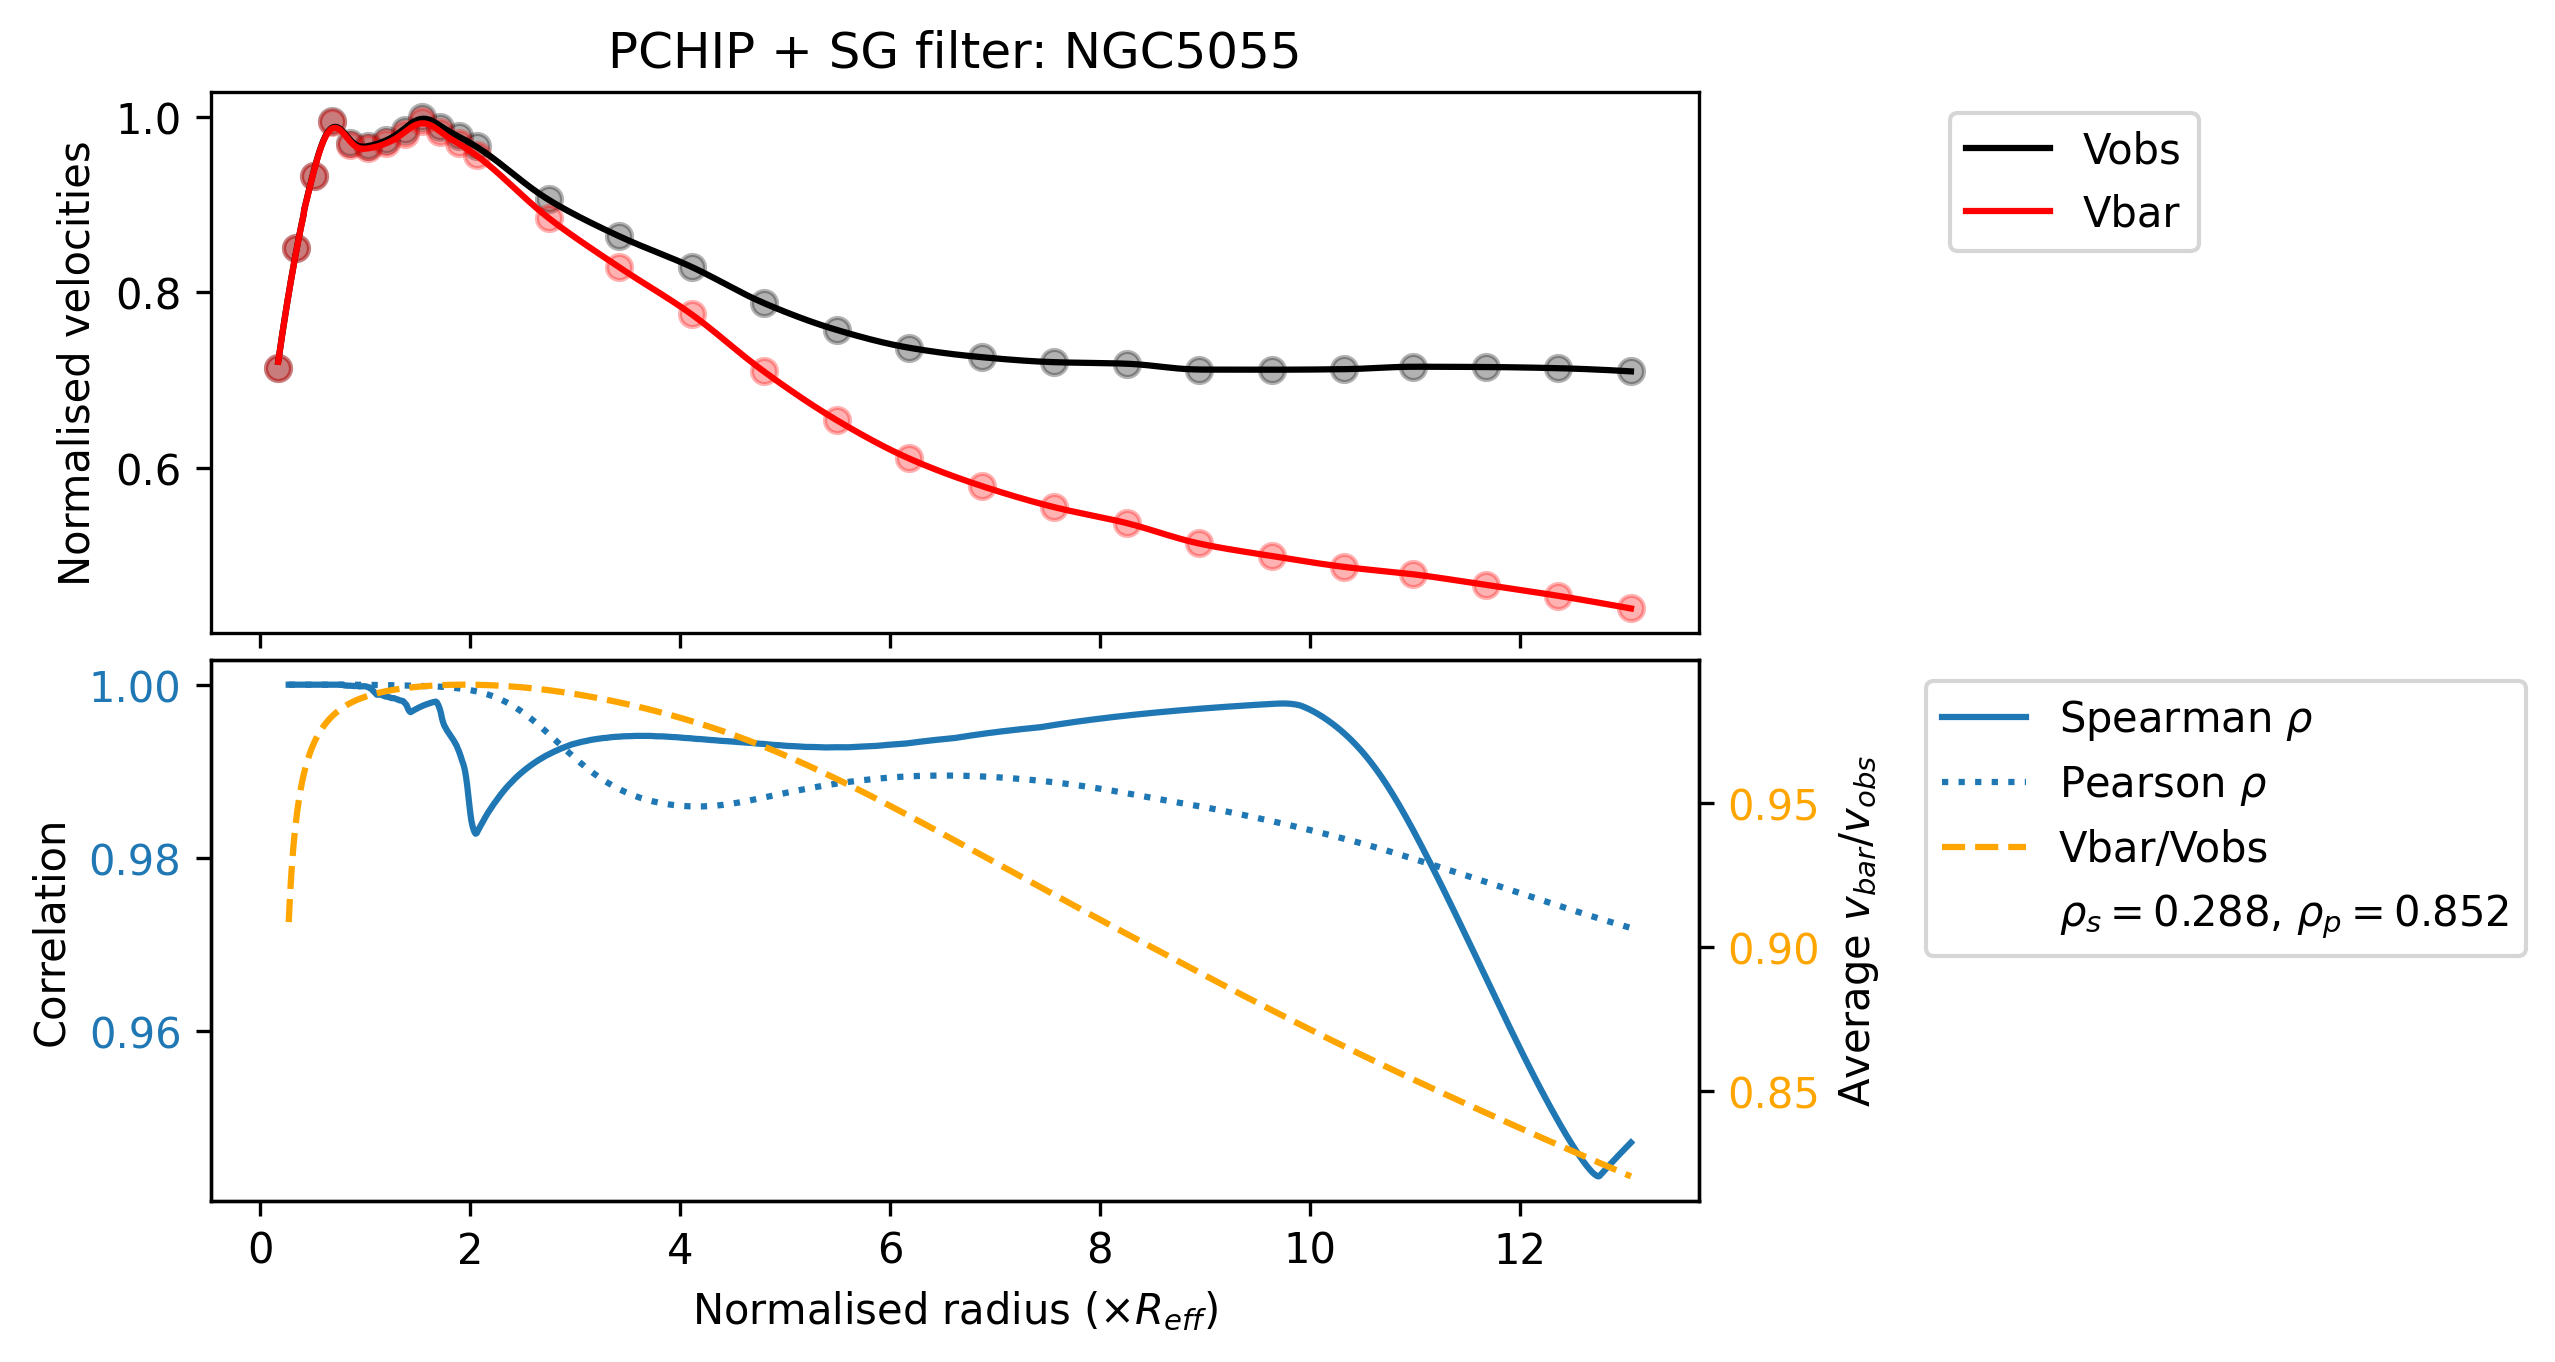 PCHIP + SG filter: NGC5055
Normalised velocities
1.0
0.8
0.6
Vobs
Vbar
Correlation
1.00
0.98
0.96
0.95
0.90
0.85
Average v_bar/v_obs
Spearman ρ
Pearson ρ
Vbar/Vobs
ρ_s = 0.288, ρ_p = 0.852
0 2 4 6 8 10 12
Normalised radius (×R_eff)